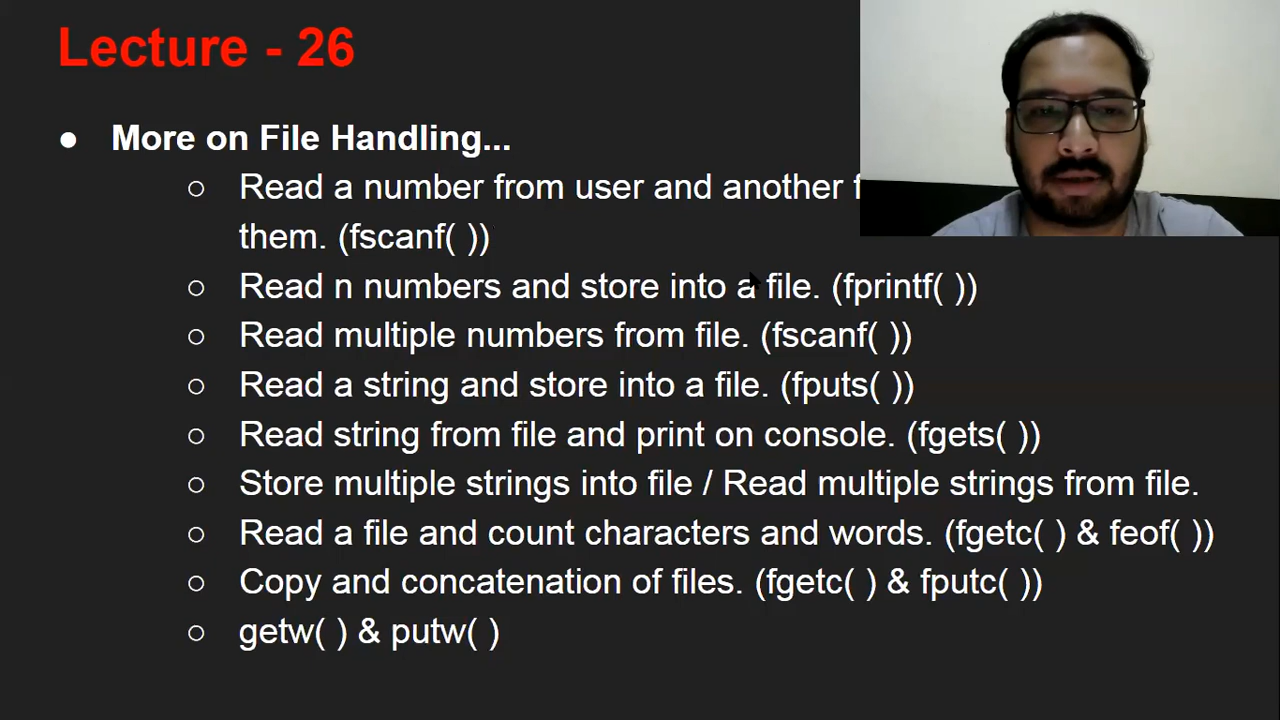 Lecture - 26
● More on File Handling...
○ Read a number from user and another
them. (fscanf( ))
○ Read n numbers and store into a file. (fprintf( ))
○ Read multiple numbers from file. (fscanf( ))
○ Read a string and store into a file. (fputs( ))
○ Read string from file and print on console. (fgets( ))
○ Store multiple strings into file / Read multiple strings from file.
○ Read a file and count characters and words. (fgetc( ) & feof( ))
○ Copy and concatenation of files. (fgetc( ) & fputc( ))
○ getw( ) & putw( )